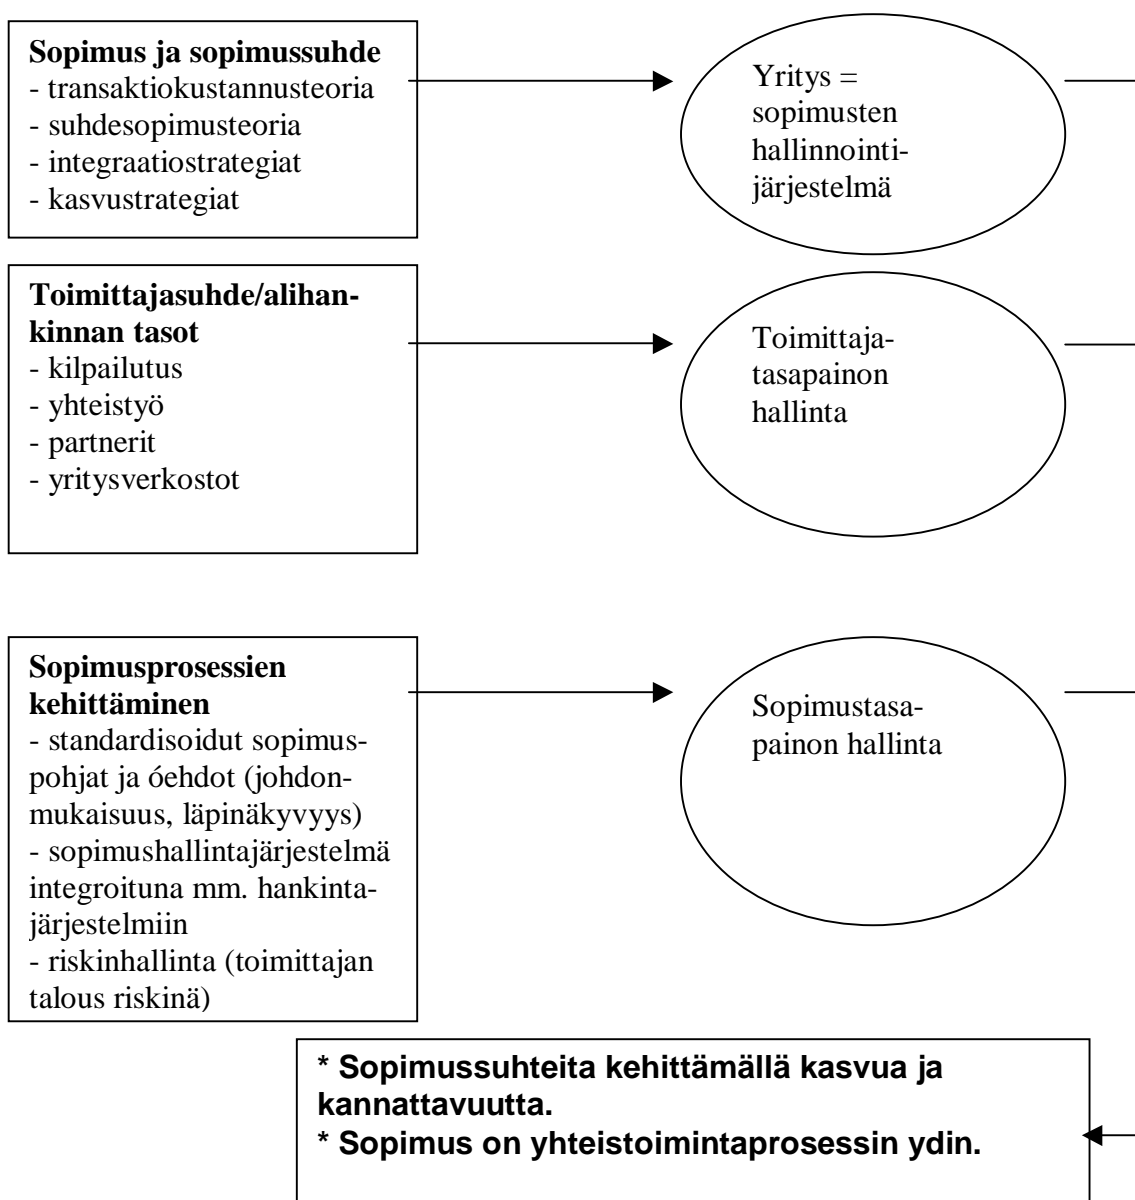 Sopimus ja sopimussuhde
- transaktiokustannusteoria
- suhdesopimusteoria
- integraatiostrategiat
- kasvustrategiat
Yritys =
sopimusten
hallinnointi-
järjestelmä
Toimittajasuhde/alihan-
kinnan tasot
- kilpailutus
- yhteistyö
- partnerit
- yritysverkostot
Toimittaja-
tasapainon
hallinta
Sopimusprosessien
kehittäminen
- standardisoidut sopimus-
pohjat ja óehdot (johdon-
mukaisuus, läpinäkyvyys)
- sopimushallintajärjestelmä
integroituna mm. hankinta-
järjestelmiin
- riskinhallinta (toimittajan
talous riskinä)
Sopimustasa-
painon hallinta
* Sopimussuhteita kehittämällä kasvua ja
kannattavuutta.
* Sopimus on yhteistoimintaprosessin ydin.